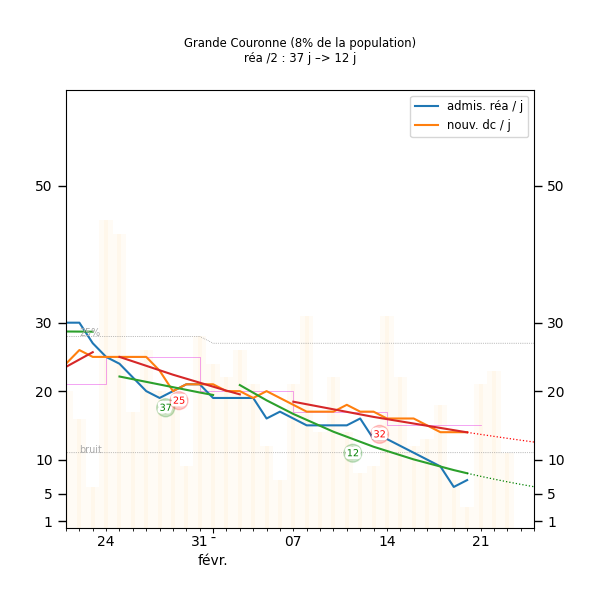 Grande Couronne (8% de la population)
réa /2 : 37 j –> 12 j
admis. réa / j
nouv. dc / j
50 50
30 30
25%
20 20
-25
-37
-32
bruit
-12
10 10
5 5
1 1
24 31 - 07 14 21
févr.